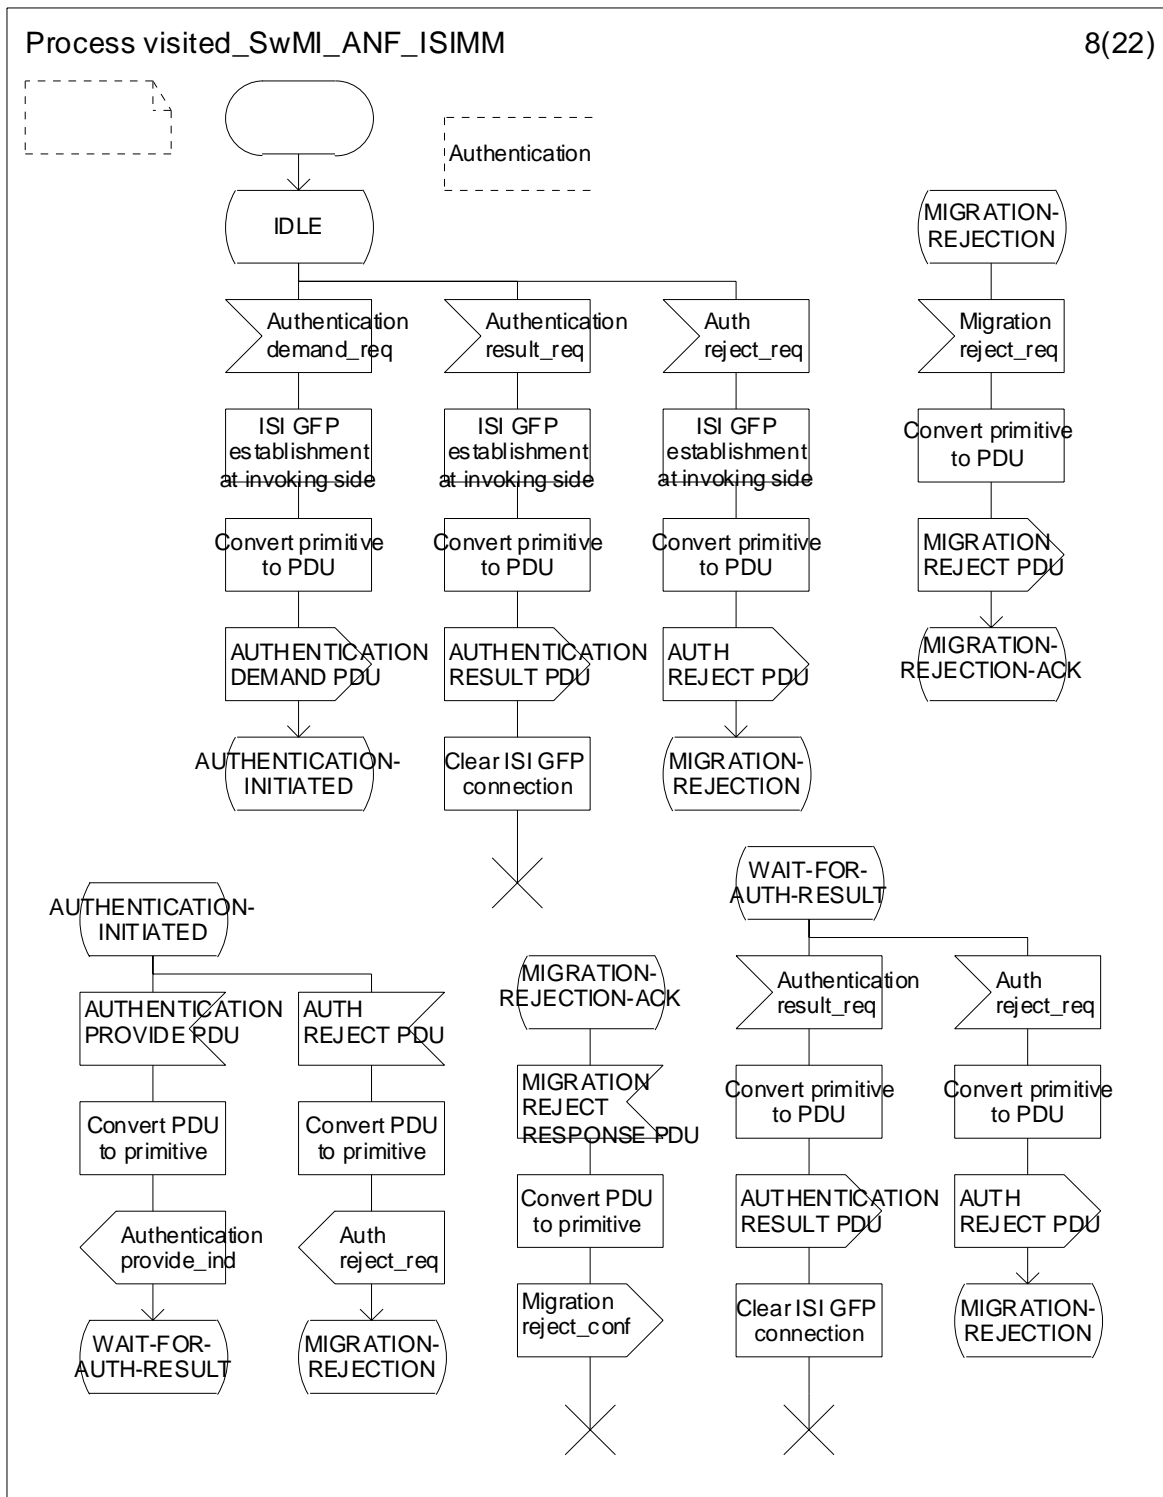 Process visited_SwMI_ANF_ISIMM
8(22)
Authentication
IDLE
MIGRATION-
REJECTION
Authentication
demand_req
Authentication
result_req
Auth
reject_req
Migration
reject_req
ISI GFP
establishment
at invoking side
ISI GFP
establishment
at invoking side
ISI GFP
establishment
at invoking side
Convert primitive
to PDU
Convert primitive
to PDU
Convert primitive
to PDU
Convert primitive
to PDU
MIGRATION
REJECT PDU
AUTHENTICATION
DEMAND PDU
AUTHENTICATION
RESULT PDU
AUTH
REJECT PDU
MIGRATION-
REJECTION-ACK
AUTHENTICATION-
INITIATED
Clear ISI GFP
connection
MIGRATION-
REJECTION
WAIT-FOR-
AUTH-RESULT
AUTHENTICATION-
INITIATED
MIGRATION-
REJECTION-ACK
Authentication
result_req
Auth
reject_req
AUTHENTICATION
PROVIDE PDU
AUTH
REJECT PDU
MIGRATION
REJECT
RESPONSE PDU
Convert primitive
to PDU
Convert primitive
to PDU
Convert PDU
to primitive
Convert PDU
to primitive
Convert PDU
to primitive
AUTHENTICATION
RESULT PDU
AUTH
REJECT PDU
Authentication
provide_ind
Auth
reject_req
Migration
reject_conf
Clear ISI GFP
connection
MIGRATION-
REJECTION
WAIT-FOR-
AUTH-RESULT
MIGRATION-
REJECTION